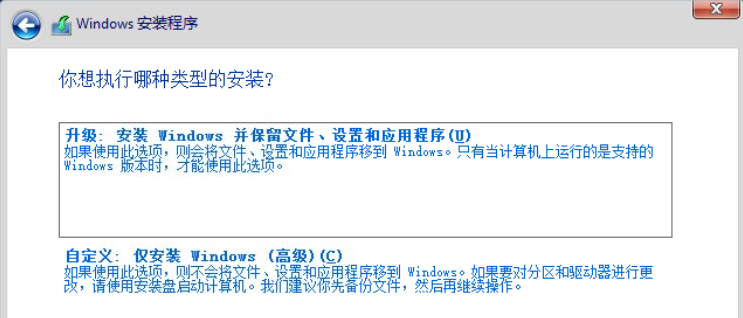 Windows 安装程序
你想执行哪种类型的安装?
升级: 安装 Windows 并保留文件、设置和应用程序(U)
如果使用此选项，则会将文件、设置和应用程序移到 Windows。只有当计算机上运行的是支持的
Windows 版本时，才能使用此选项。
自定义: 仅安装 Windows (高级)(C)
如果使用此选项，则不会将文件、设置和应用程序移到 Windows。如果要对分区和驱动器进行更
改，请使用安装盘启动计算机。我们建议你先备份文件，然后再继续操作。